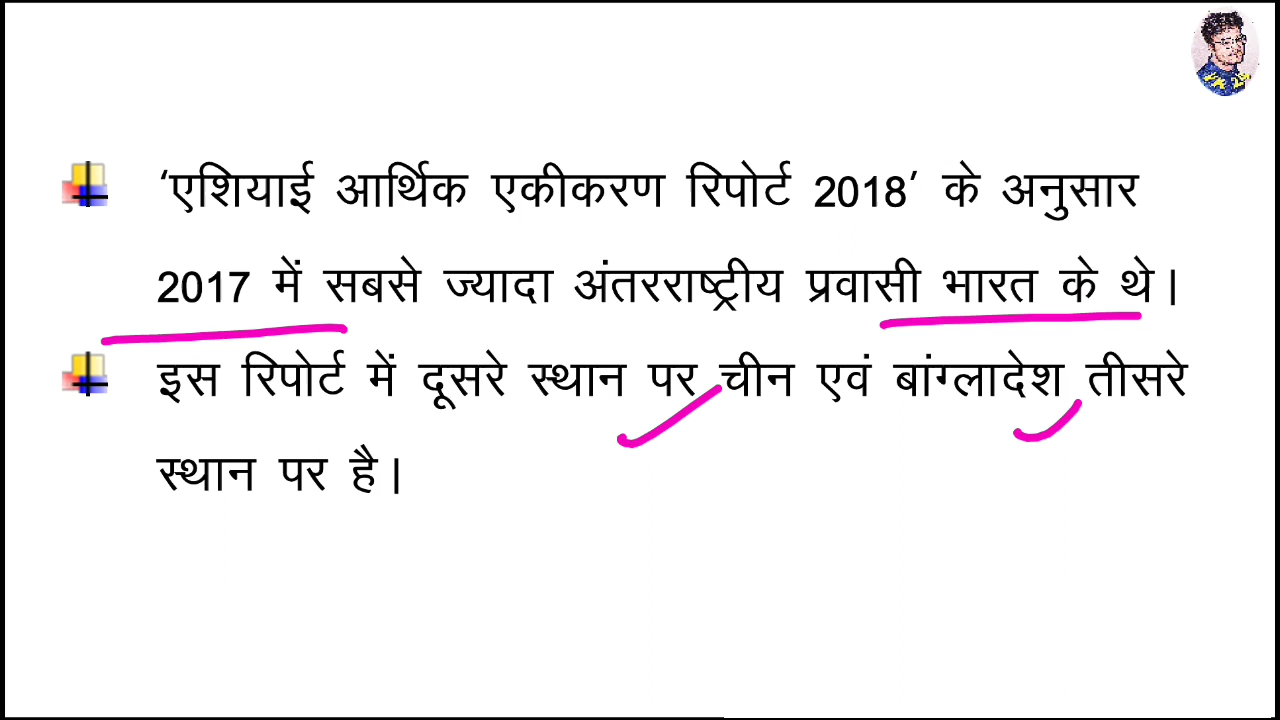 ‘एशियाई आर्थिक एकीकरण रिपोर्ट 2018’ के अनुसार
2017 में सबसे ज्यादा अंतरराष्ट्रीय प्रवासी भारत के थे।
इस रिपोर्ट में दूसरे स्थान पर चीन एवं बांग्लादेश तीसरे
स्थान पर है।